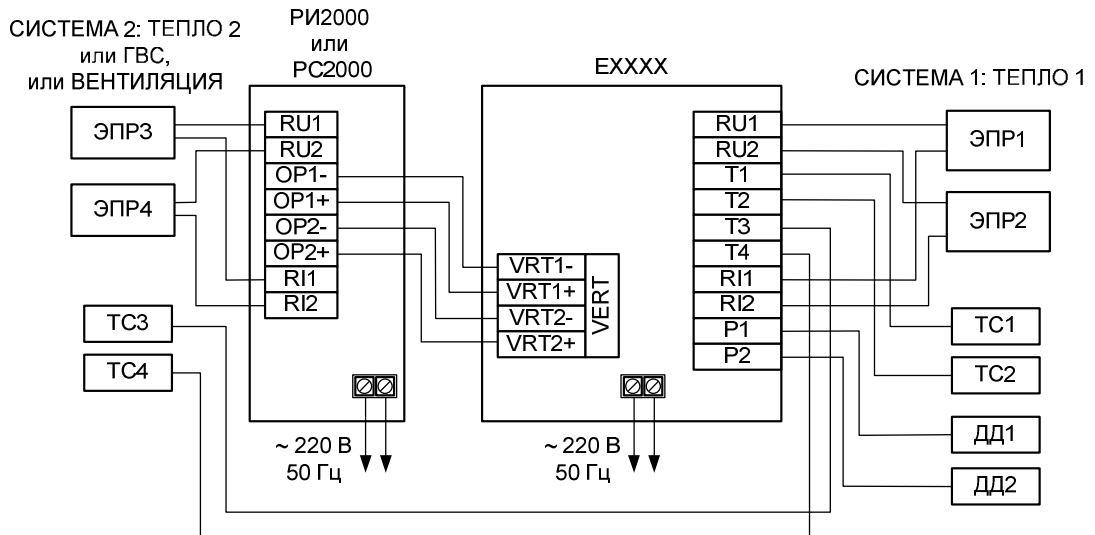 СИСТЕМА 2: ТЕПЛО 2
или ГВС,
или ВЕНТИЛЯЦИЯ
РИ2000
или
РС2000
EXXXX
СИСТЕМА 1: ТЕПЛО 1
ЭПР3
ЭПР4
ТС3
ТС4
RU1
RU2
OP1-
OP1+
OP2-
OP2+
RI1
RI2
~ 220 В
50 Гц
VRT1-
VRT1+
VRT2-
VRT2+
VERT
RU1
RU2
T1
T2
T3
T4
RI1
RI2
P1
P2
~ 220 В
50 Гц
ЭПР1
ЭПР2
ТС1
ТС2
ДД1
ДД2